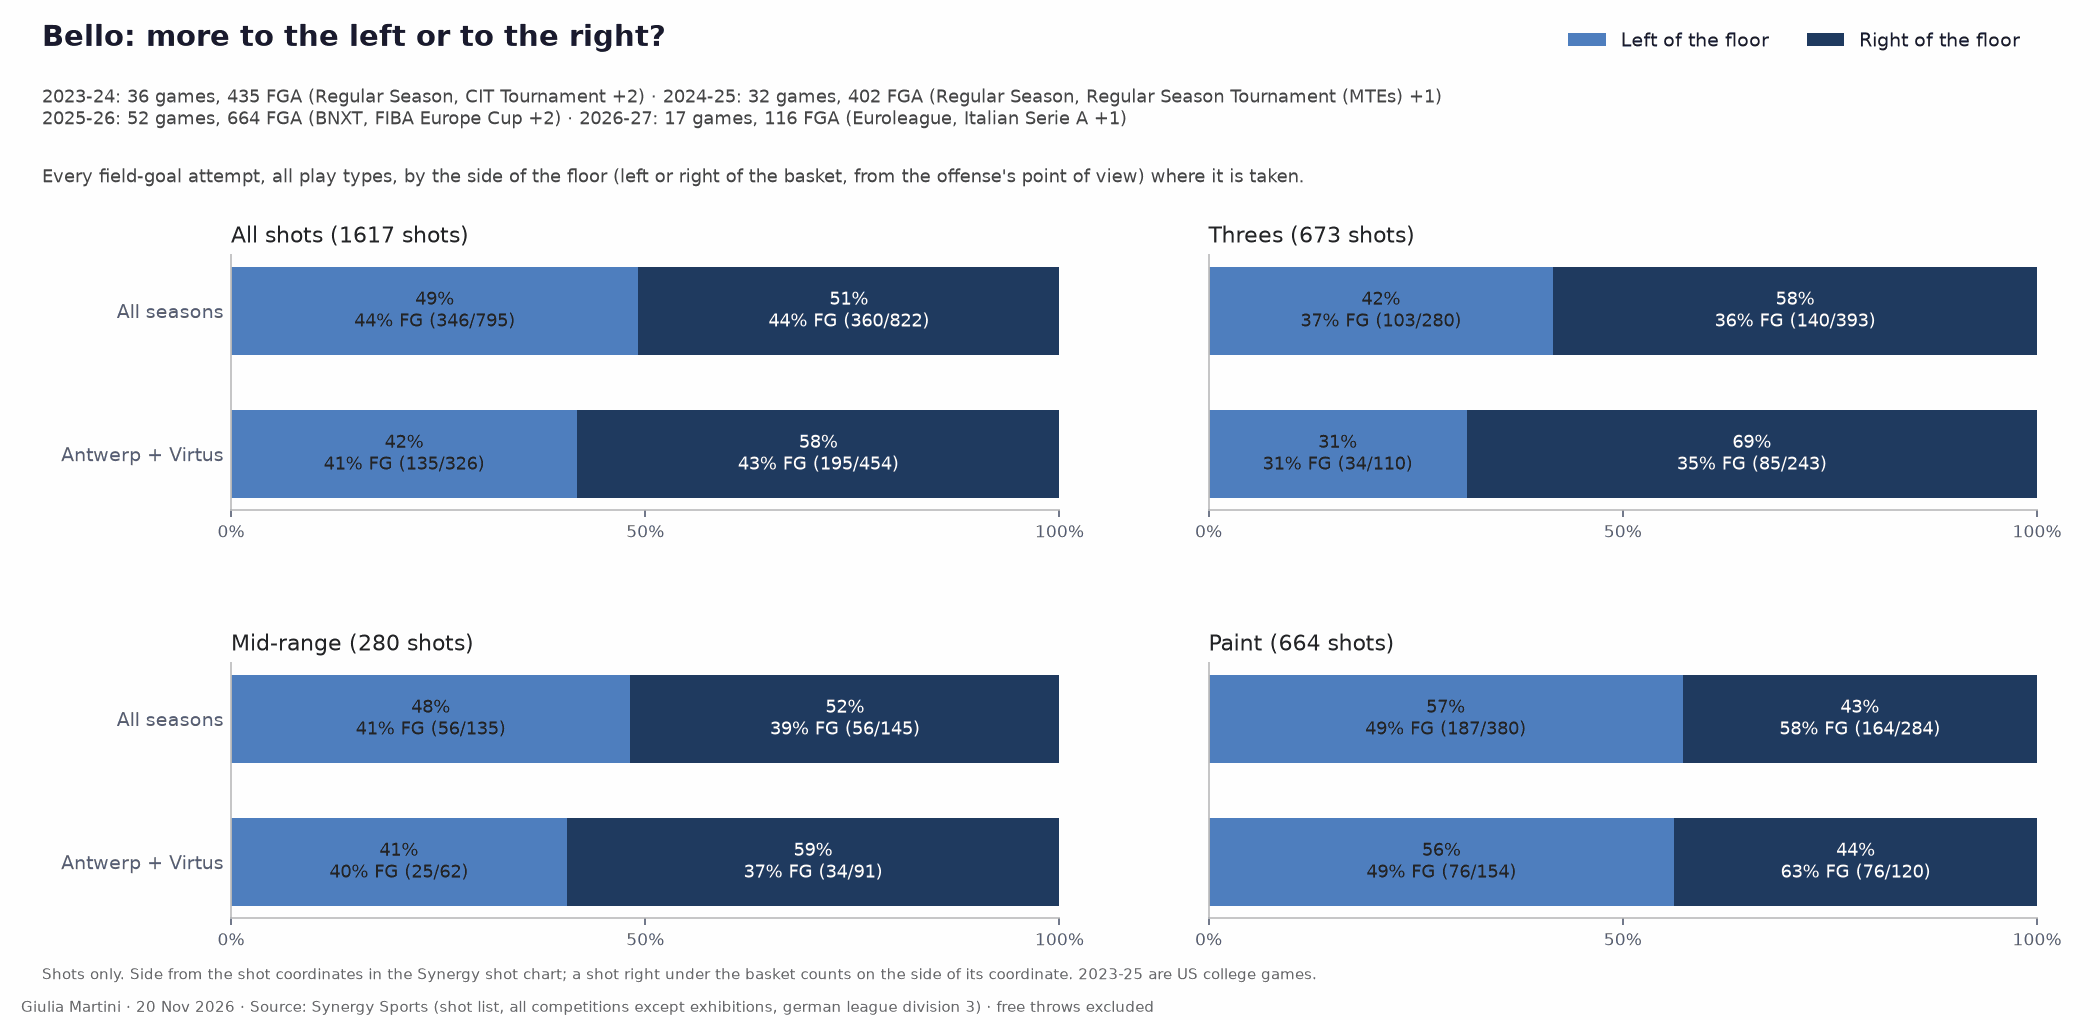 Bello: more to the left or to the right?
Left of the floor
Right of the floor
2023-24: 36 games, 435 FGA (Regular Season, CIT Tournament +2) · 2024-25: 32 games, 402 FGA (Regular Season, Regular Season Tournament (MTEs) +1)
2025-26: 52 games, 664 FGA (BNXT, FIBA Europe Cup +2) · 2026-27: 17 games, 116 FGA (Euroleague, Italian Serie A +1)
Every field-goal attempt, all play types, by the side of the floor (left or right of the basket, from the offense's point of view) where it is taken.
All shots (1617 shots)
All seasons
49%
44% FG (346/795)
51%
44% FG (360/822)
Antwerp + Virtus
42%
41% FG (135/326)
58%
43% FG (195/454)
0%
50%
100%
Threes (673 shots)
42%
37% FG (103/280)
58%
36% FG (140/393)
31%
31% FG (34/110)
69%
35% FG (85/243)
0%
50%
100%
Mid-range (280 shots)
All seasons
48%
41% FG (56/135)
52%
39% FG (56/145)
Antwerp + Virtus
41%
40% FG (25/62)
59%
37% FG (34/91)
0%
50%
100%
Paint (664 shots)
57%
49% FG (187/380)
43%
58% FG (164/284)
56%
49% FG (76/154)
44%
63% FG (76/120)
0%
50%
100%
Shots only. Side from the shot coordinates in the Synergy shot chart; a shot right under the basket counts on the side of its coordinate. 2023-25 are US college games.
Giulia Martini · 20 Nov 2026 · Source: Synergy Sports (shot list, all competitions except exhibitions, german league division 3) · free throws excluded